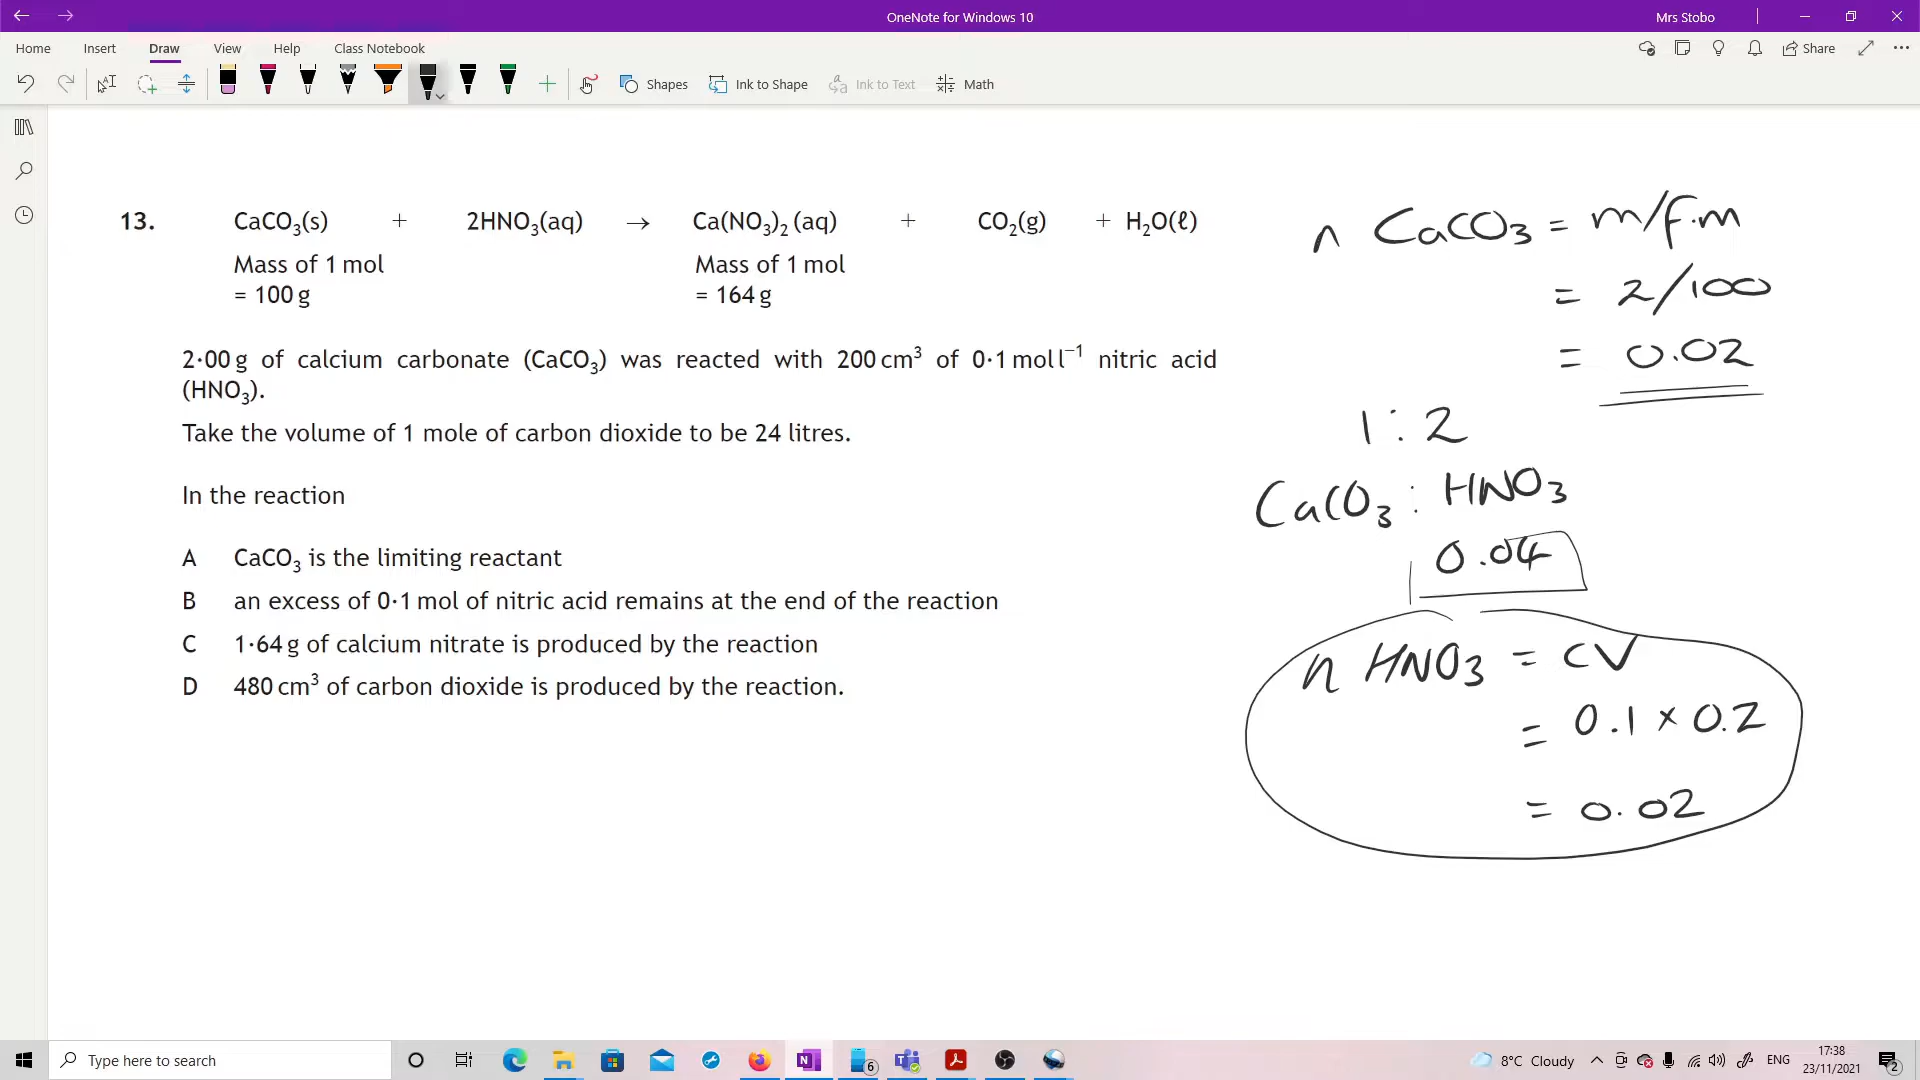 OneNote for Windows 10
Mrs Stobo
Home Insert Draw View Help Class Notebook
Share
Shapes Ink to Shape Ink to Text Math
13. CaCO₃(s) + 2HNO₃(aq) → Ca(NO₃)₂ (aq) + CO₂(g) + H₂O(ℓ)
Mass of 1 mol Mass of 1 mol
= 100 g = 164 g
2·00 g of calcium carbonate (CaCO₃) was reacted with 200 cm³ of 0·1 mol l⁻¹ nitric acid
(HNO₃).
Take the volume of 1 mole of carbon dioxide to be 24 litres.
In the reaction
A CaCO₃ is the limiting reactant
B an excess of 0·1 mol of nitric acid remains at the end of the reaction
C 1·64 g of calcium nitrate is produced by the reaction
D 480 cm³ of carbon dioxide is produced by the reaction.
n CaCO₃ = m/f.m
= 2/100
= 0.02
1 : 2
CaCO₃ : HNO₃
0.04
n HNO₃ = CV
= 0.1 × 0.2
= 0.02
Type here to search
6
8°C Cloudy
ENG
17:38
23/11/2021
2